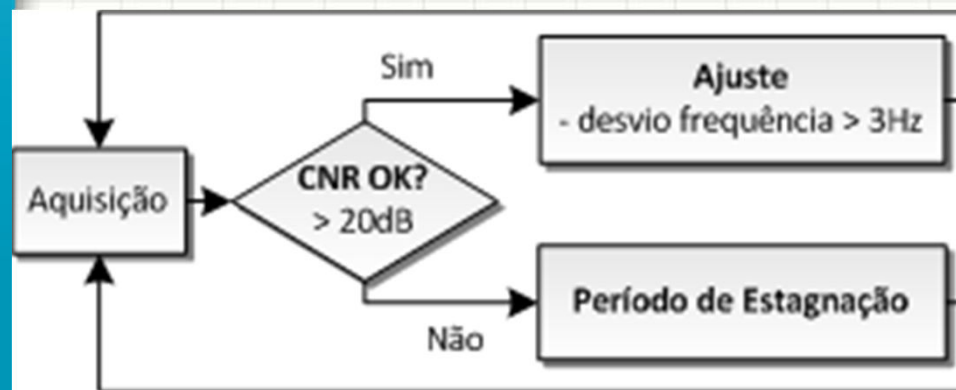 Sim
Ajuste
- desvio frequência > 3Hz
Aquisição
CNR OK?
> 20dB
Período de Estagnação
Não